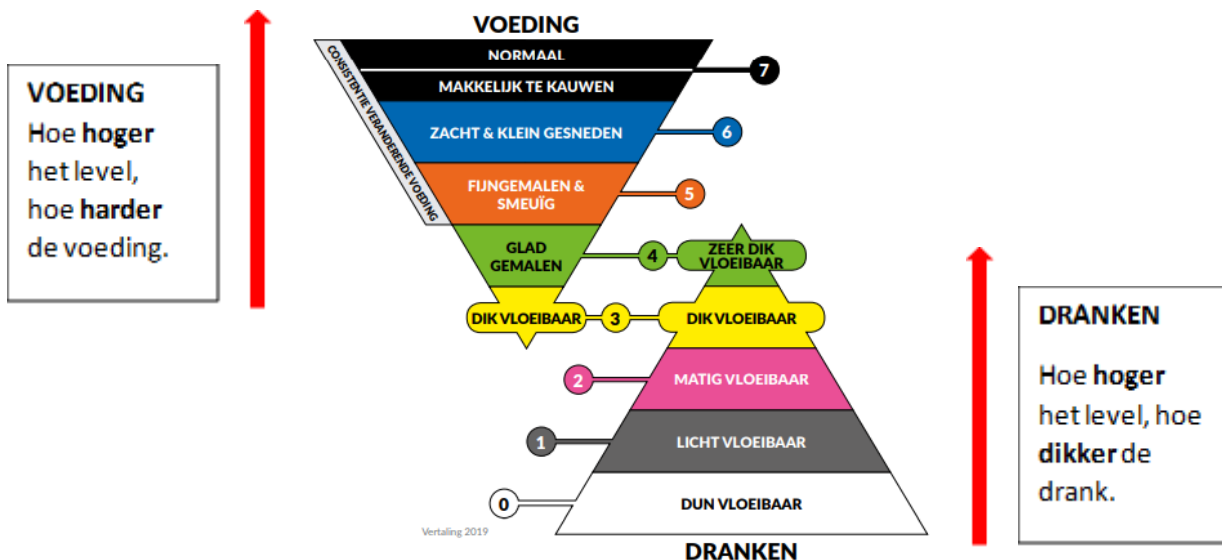 VOEDING
Hoe hoger
het level,
hoe harder
de voeding.
VOEDING
CONSISTENTIE VERANDERENDE VOEDING
NORMAAL
7
MAKKELIJK TE KAUWEN
ZACHT & KLEIN GESNEDEN
6
FIJNGEMALEN &
SMEUÏG
5
GLAD
GEMALEN
4
ZEER DIK
VLOEIBAAR
DIK VLOEIBAAR
3
DIK VLOEIBAAR
2
MATIG VLOEIBAAR
1
LICHT VLOEIBAAR
0
DUN VLOEIBAAR
Vertaling 2019
DRANKEN
DRANKEN
Hoe hoger
het level, hoe
dikker de
drank.